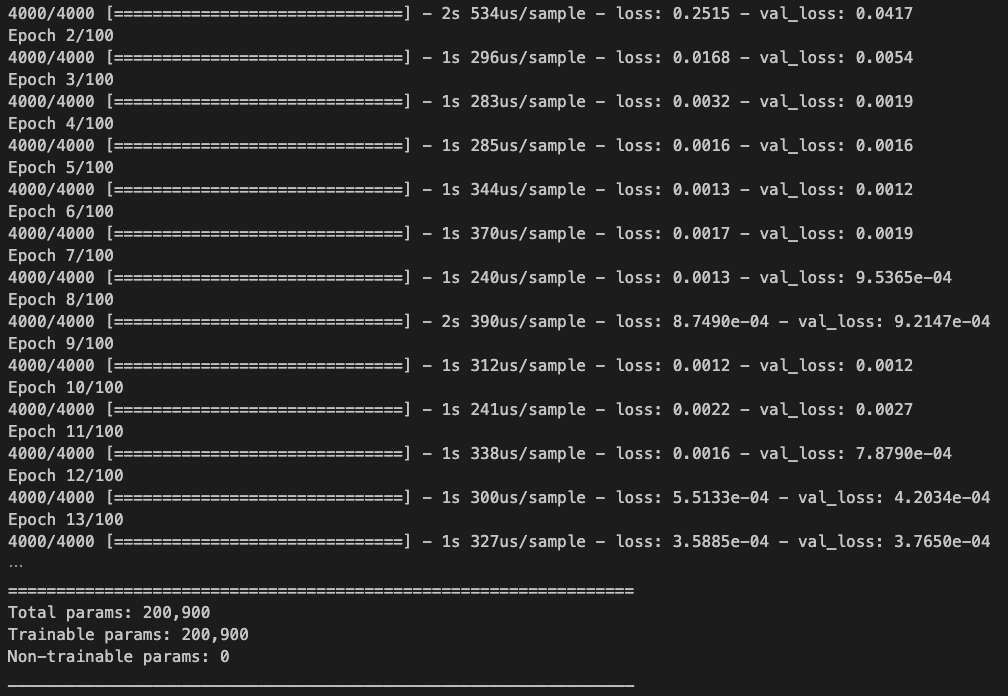 4000/4000 [==============================] - 2s 534us/sample - loss: 0.2515 - val_loss: 0.0417
Epoch 2/100
4000/4000 [==============================] - 1s 296us/sample - loss: 0.0168 - val_loss: 0.0054
Epoch 3/100
4000/4000 [==============================] - 1s 283us/sample - loss: 0.0032 - val_loss: 0.0019
Epoch 4/100
4000/4000 [==============================] - 1s 285us/sample - loss: 0.0016 - val_loss: 0.0016
Epoch 5/100
4000/4000 [==============================] - 1s 344us/sample - loss: 0.0013 - val_loss: 0.0012
Epoch 6/100
4000/4000 [==============================] - 1s 370us/sample - loss: 0.0017 - val_loss: 0.0019
Epoch 7/100
4000/4000 [==============================] - 1s 240us/sample - loss: 0.0013 - val_loss: 9.5365e-04
Epoch 8/100
4000/4000 [==============================] - 2s 390us/sample - loss: 8.7490e-04 - val_loss: 9.2147e-04
Epoch 9/100
4000/4000 [==============================] - 1s 312us/sample - loss: 0.0012 - val_loss: 0.0012
Epoch 10/100
4000/4000 [==============================] - 1s 241us/sample - loss: 0.0022 - val_loss: 0.0027
Epoch 11/100
4000/4000 [==============================] - 1s 338us/sample - loss: 0.0016 - val_loss: 7.8790e-04
Epoch 12/100
4000/4000 [==============================] - 1s 300us/sample - loss: 5.5133e-04 - val_loss: 4.2034e-04
Epoch 13/100
4000/4000 [==============================] - 1s 327us/sample - loss: 3.5885e-04 - val_loss: 3.7650e-04
...
=================================================================
Total params: 200,900
Trainable params: 200,900
Non-trainable params: 0
_________________________________________________________________